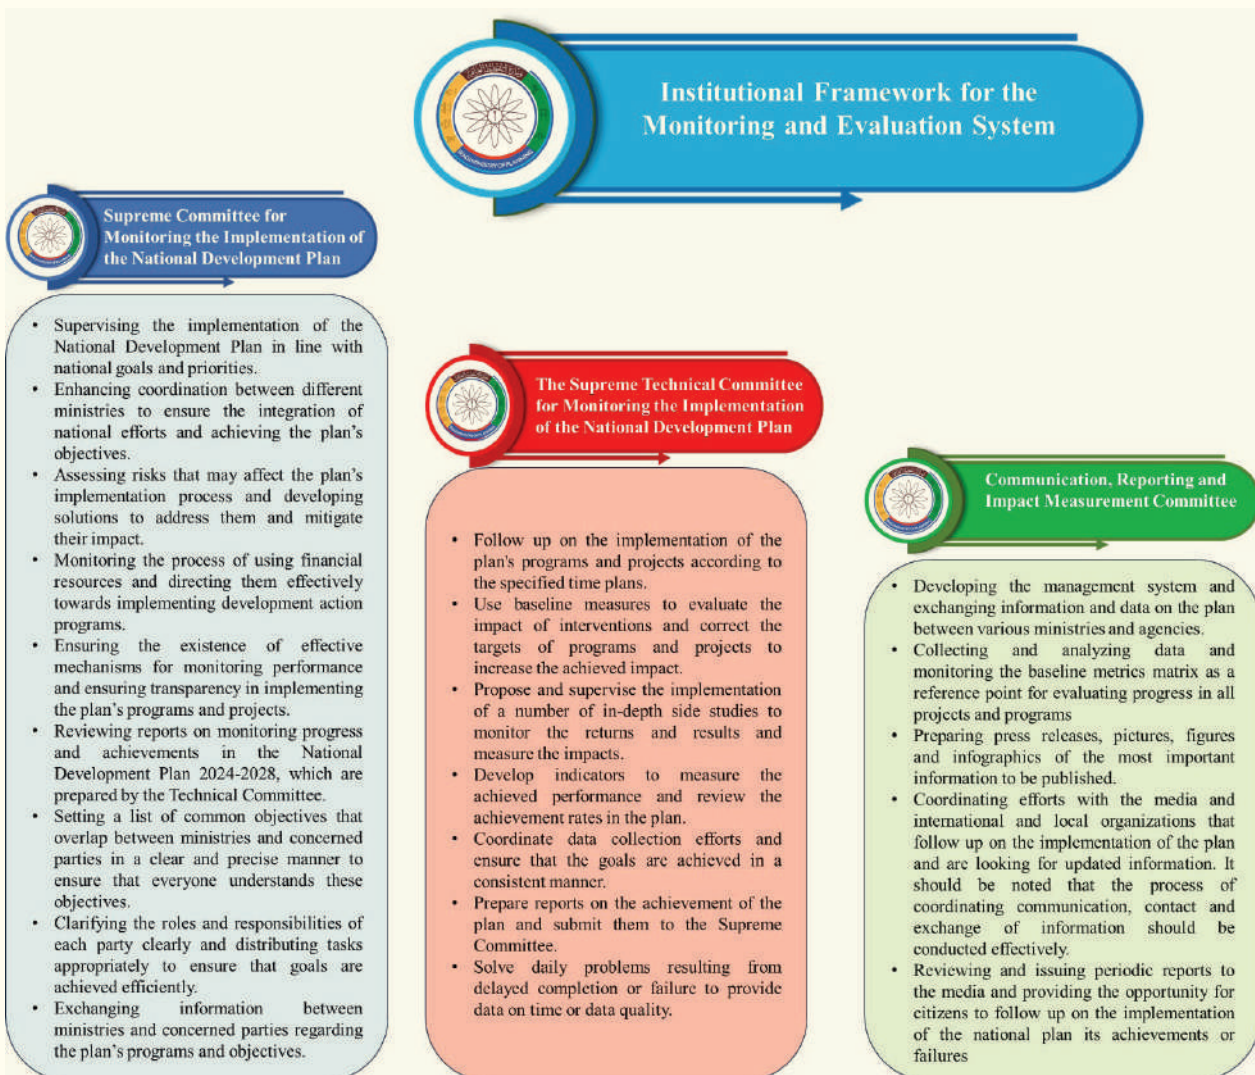 Institutional Framework for the
Monitoring and Evaluation System
Supreme Committee for
Monitoring the Implementation of
the National Development Plan
• Supervising the implementation of the
National Development Plan in line with
national goals and priorities.
• Enhancing coordination between different
ministries to ensure the integration of
national efforts and achieving the plan's
objectives.
• Assessing risks that may affect the plan's
implementation process and developing
solutions to address them and mitigate
their impact.
• Monitoring the process of using financial
resources and directing them effectively
towards implementing development action
programs.
• Ensuring the existence of effective
mechanisms for monitoring performance
and ensuring transparency in implementing
the plan's programs and projects.
• Reviewing reports on monitoring progress
and achievements in the National
Development Plan 2024-2028, which are
prepared by the Technical Committee.
• Setting a list of common objectives that
overlap between ministries and concerned
parties in a clear and precise manner to
ensure that everyone understands these
objectives.
• Clarifying the roles and responsibilities of
each party clearly and distributing tasks
appropriately to ensure that goals are
achieved efficiently.
• Exchanging information between
ministries and concerned parties regarding
the plan's programs and objectives.
The Supreme Technical Committee
for Monitoring the Implementation
of the National Development Plan
• Follow up on the implementation of the
plan's programs and projects according to
the specified time plans.
• Use baseline measures to evaluate the
impact of interventions and correct the
targets of programs and projects to
increase the achieved impact.
• Propose and supervise the implementation
of a number of in-depth side studies to
monitor the returns and results and
measure the impacts.
• Develop indicators to measure the
achieved performance and review the
achievement rates in the plan.
• Coordinate data collection efforts and
ensure that the goals are achieved in a
consistent manner.
• Prepare reports on the achievement of the
plan and submit them to the Supreme
Committee.
• Solve daily problems resulting from
delayed completion or failure to provide
data on time or data quality.
Communication, Reporting and
Impact Measurement Committee
• Developing the management system and
exchanging information and data on the plan
between various ministries and agencies.
• Collecting and analyzing data and
monitoring the baseline metrics matrix as a
reference point for evaluating progress in all
projects and programs
• Preparing press releases, pictures, figures
and infographics of the most important
information to be published.
• Coordinating efforts with the media and
international and local organizations that
follow up on the implementation of the plan
and are looking for updated information. It
should be noted that the process of
coordinating communication, contact and
exchange of information should be
conducted effectively.
• Reviewing and issuing periodic reports to
the media and providing the opportunity for
citizens to follow up on the implementation
of the national plan its achievements or
failures